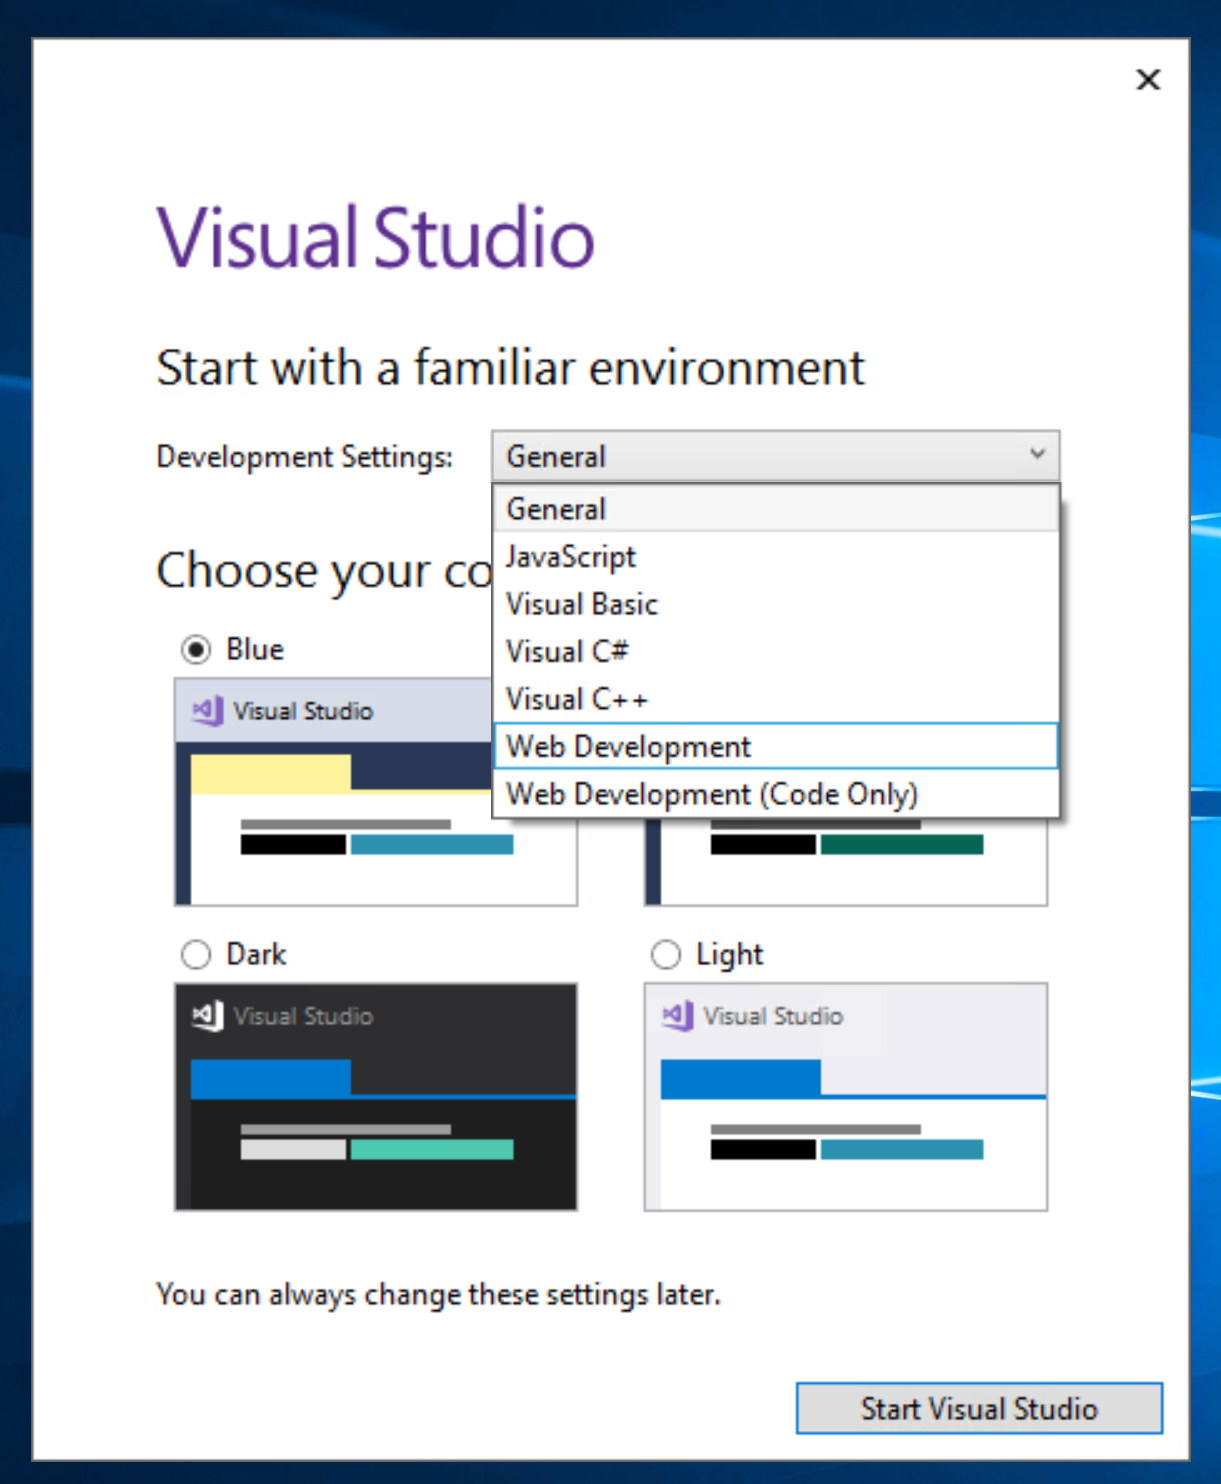 Visual Studio
Start with a familiar environment
Development Settings: General
General
JavaScript
Visual Basic
Visual C#
Visual C++
Web Development
Web Development (Code Only)
Choose your co
Blue
Visual Studio
Dark
Light
Visual Studio
Visual Studio
You can always change these settings later.
Start Visual Studio